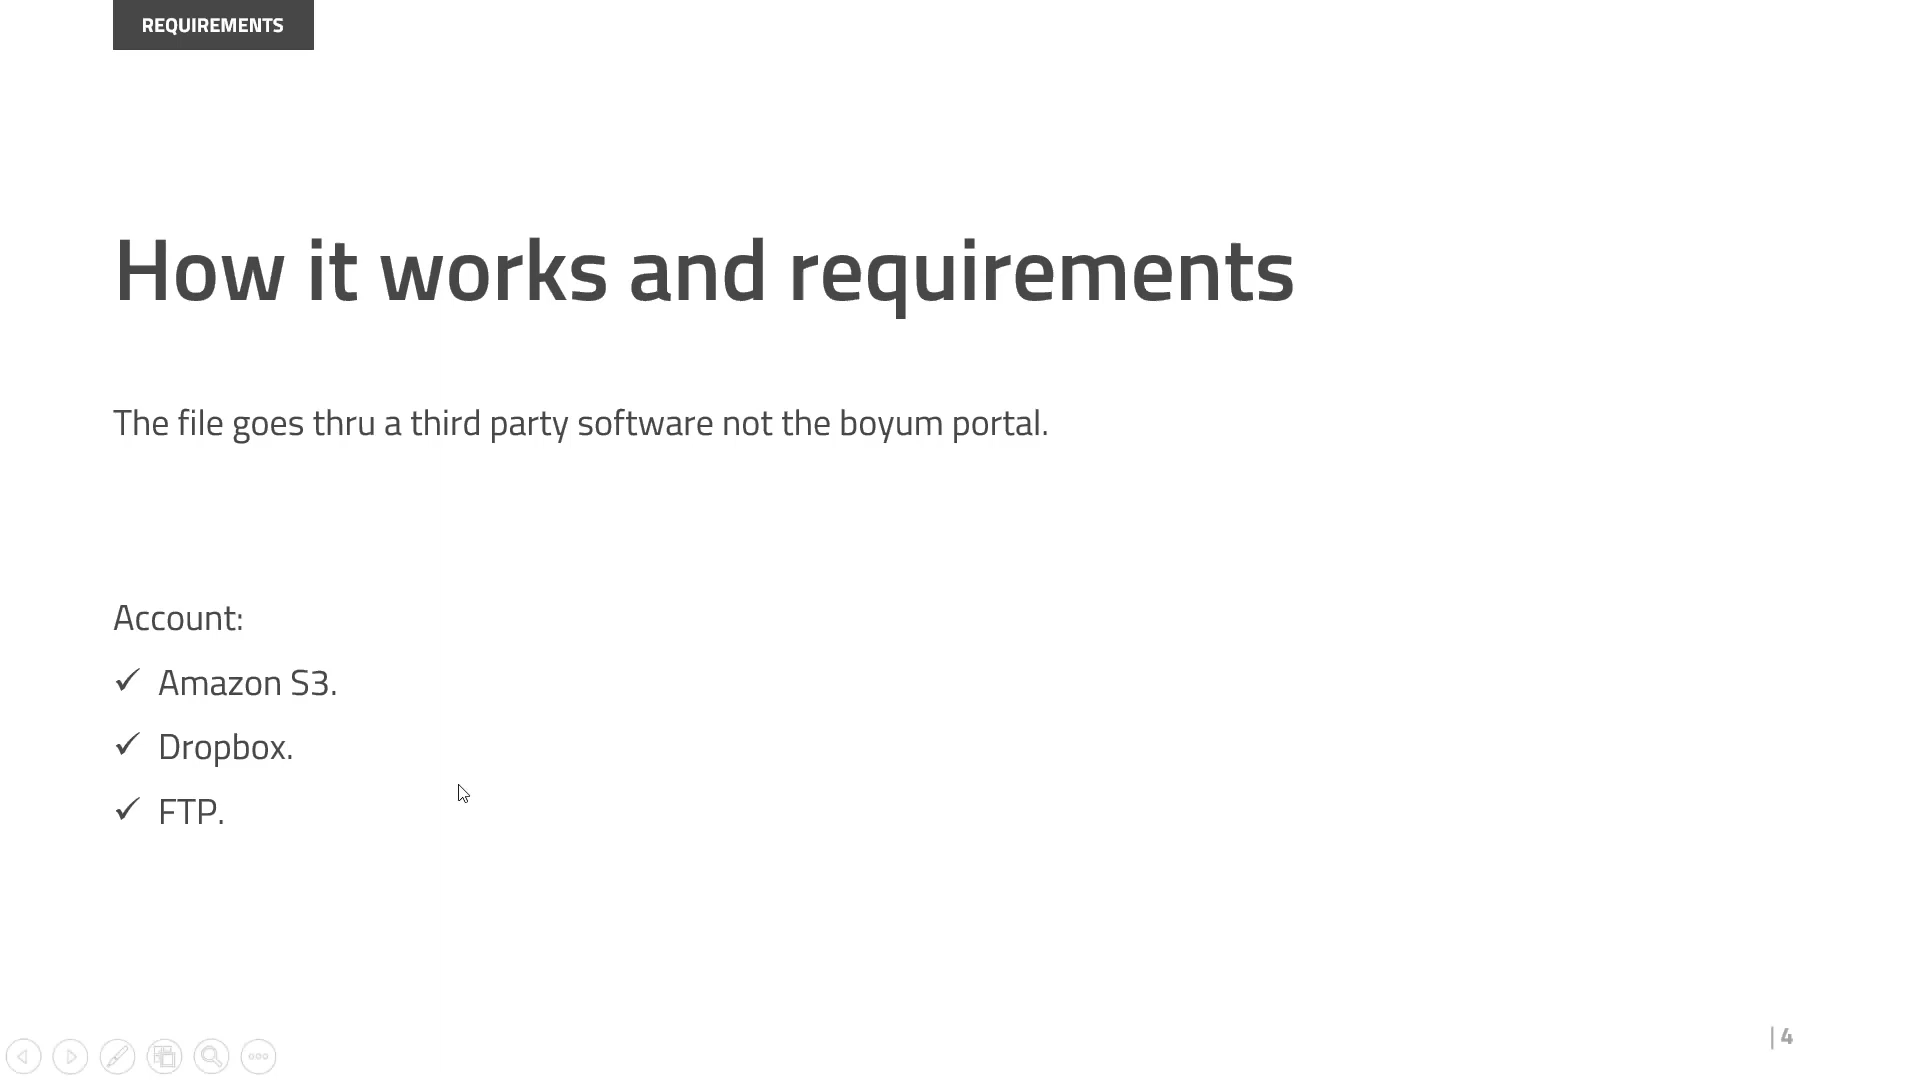 REQUIREMENTS
How it works and requirements
The file goes thru a third party software not the boyum portal.
Account:
✓ Amazon S3.
✓ Dropbox.
✓ FTP.
| 4